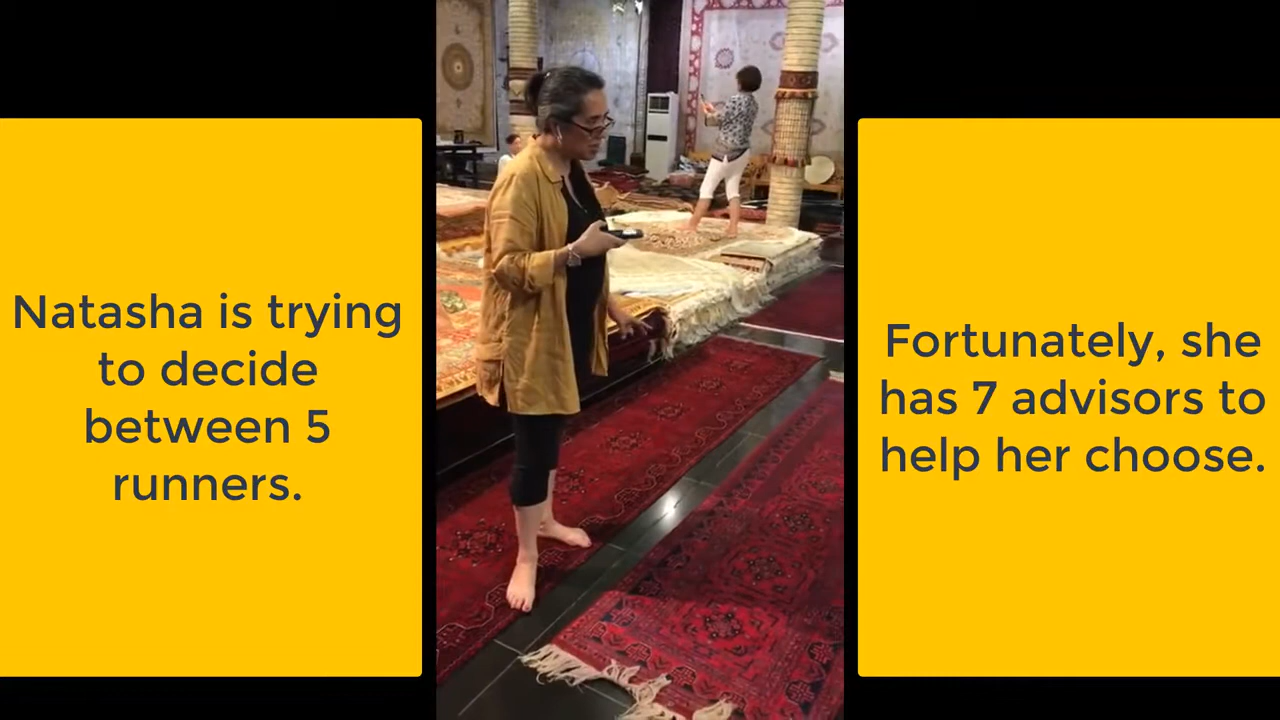 Natasha is trying
to decide
between 5
runners.
Fortunately, she
has 7 advisors to
help her choose.